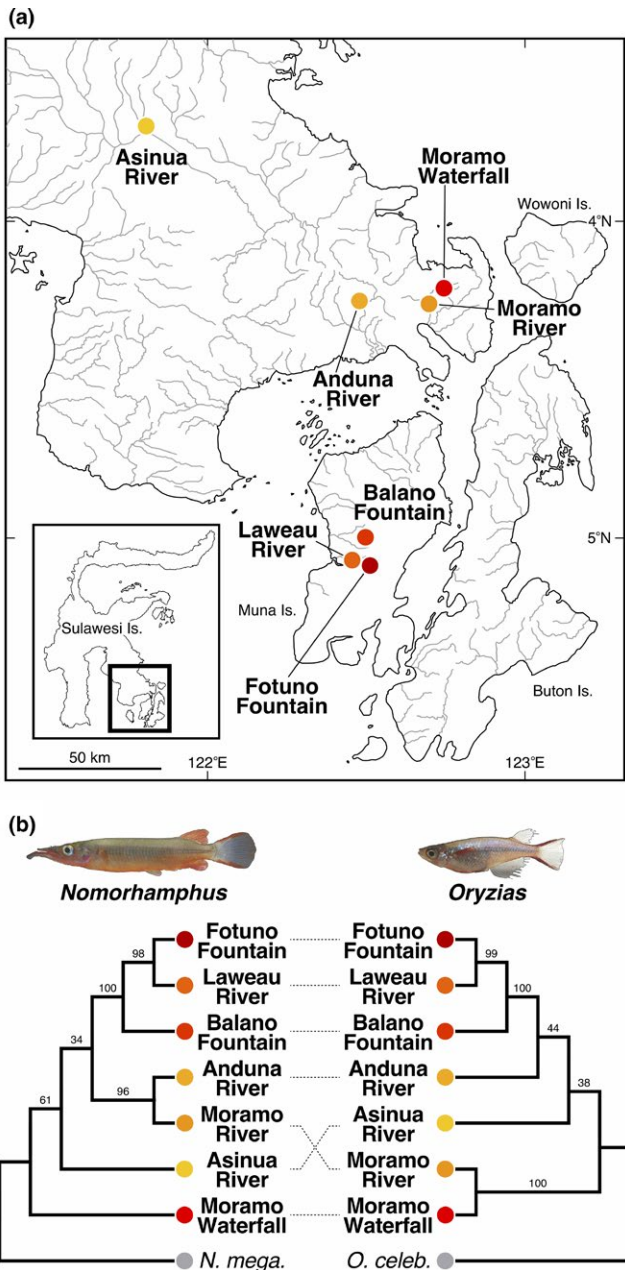 (a)
Asinua
River
Moramo
Waterfall
Wowoni Is.
4°N
Moramo
River
Anduna
River
Balano
Fountain
Laweau
River
5°N
Muna Is.
Sulawesi Is.
Fotuno
Fountain
Buton Is.
50 km
122°E
123°E
(b)
Nomorhamphus
Oryzias
Fotuno
Fountain
Fotuno
Fountain
98
99
Laweau
River
Laweau
River
100
100
Balano
Fountain
Balano
Fountain
34
44
Anduna
River
Anduna
River
96
38
61
Moramo
River
Asinua
River
Asinua
River
Moramo
River
100
Moramo
Waterfall
Moramo
Waterfall
N. mega.
O. celeb.